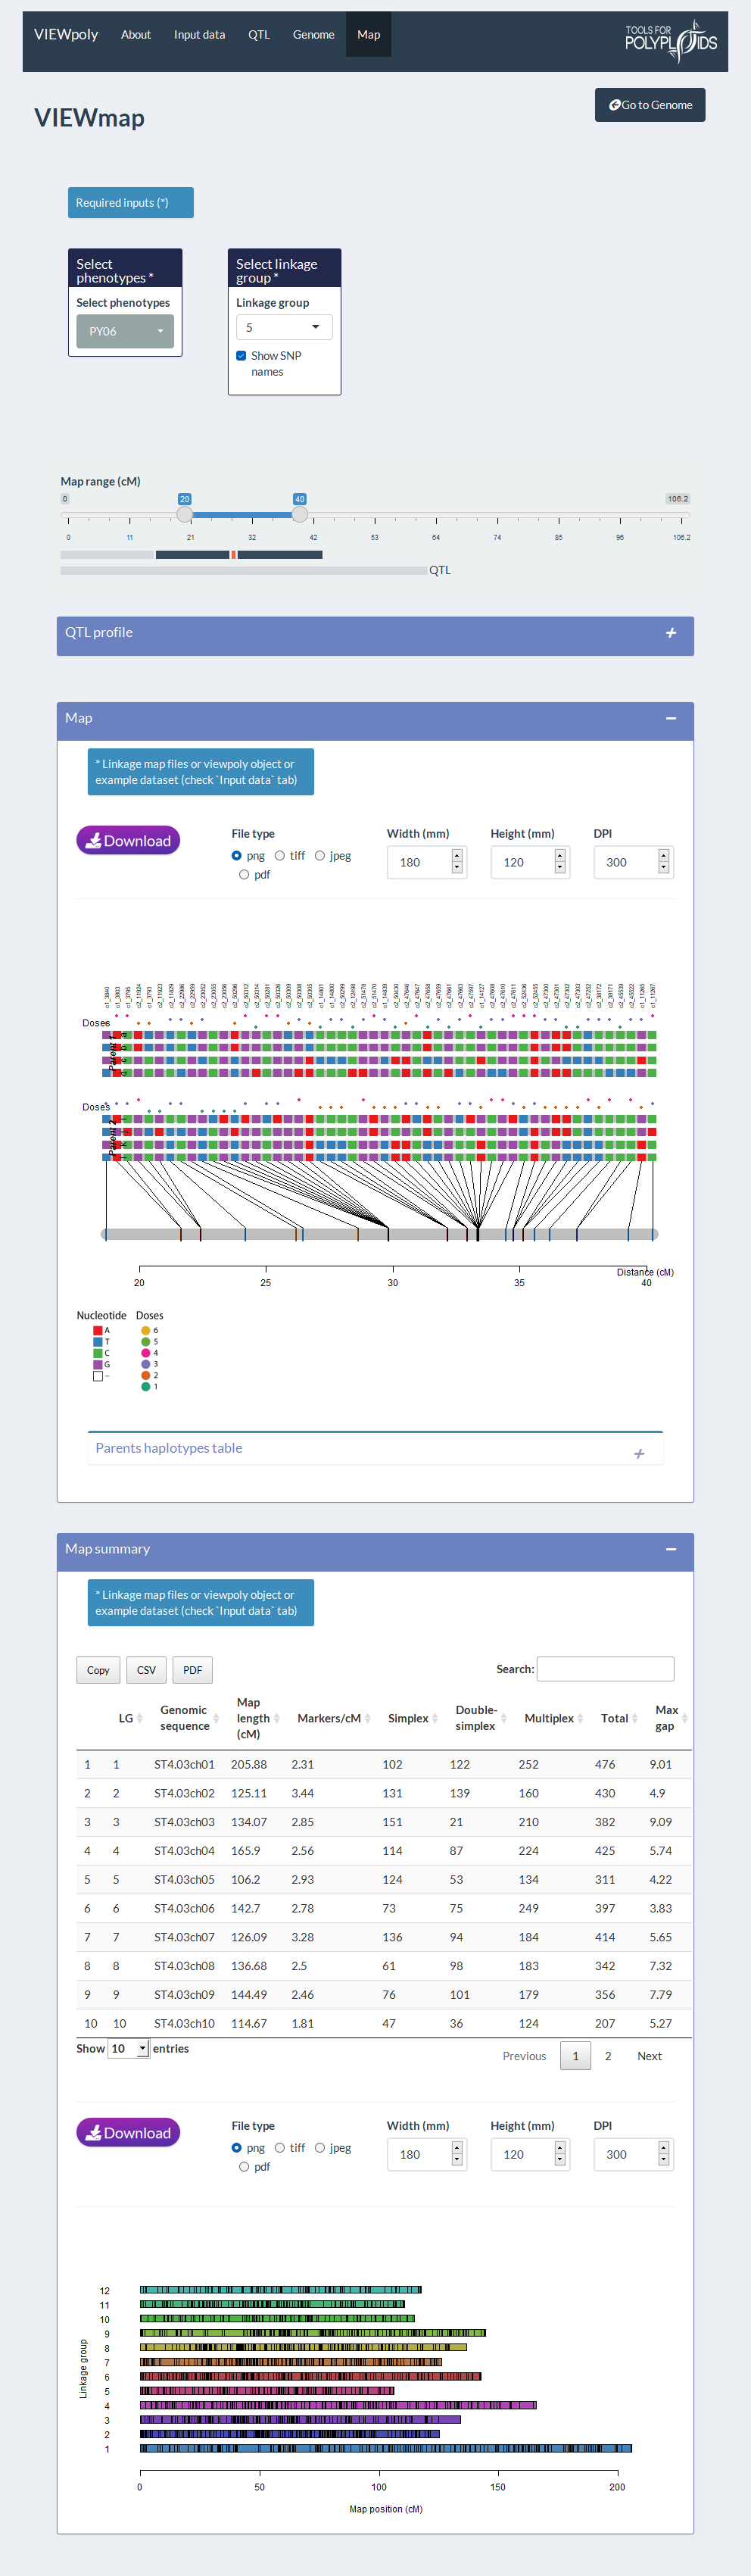 VIEWpoly About Input data QTL Genome Map
TOOLS FOR
POLYPLOIDS
VIEWmap
Go to Genome
Required inputs (*)
Select phenotypes *
Select phenotypes
PY06
Select linkage group *
Linkage group
5
Show SNP names
Map range (cM)
0 20 40 106.2
0 11 21 32 42 53 64 74 85 96 106.2
QTL
QTL profile
Map
* Linkage map files or viewpoly object or
example dataset (check `Input data` tab)
Download
File type
png tiff jpeg
pdf
Width (mm)
180
Height (mm)
120
DPI
300
Doses
Parent 1
Doses
Parent 2
Distance (cM)
20 25 30 35 40
Nucleotide Doses
A 6
T 5
C 4
G 3
- 2
1
Parents haplotypes table
Map summary
* Linkage map files or viewpoly object or
example dataset (check `Input data` tab)
Copy CSV PDF
Search:
LG Genomic sequence Map length (cM) Markers/cM Simplex Double-simplex Multiplex Total Max gap
1 1 ST4.03ch01 205.88 2.31 102 122 252 476 9.01
2 2 ST4.03ch02 125.11 3.44 131 139 160 430 4.9
3 3 ST4.03ch03 134.07 2.85 151 21 210 382 9.09
4 4 ST4.03ch04 165.9 2.56 114 87 224 425 5.74
5 5 ST4.03ch05 106.2 2.93 124 53 134 311 4.22
6 6 ST4.03ch06 142.7 2.78 73 75 249 397 3.83
7 7 ST4.03ch07 126.09 3.28 136 94 184 414 5.65
8 8 ST4.03ch08 136.68 2.5 61 98 183 342 7.32
9 9 ST4.03ch09 144.49 2.46 76 101 179 356 7.79
10 10 ST4.03ch10 114.67 1.81 47 36 124 207 5.27
Show 10 entries
Previous 1 2 Next
Download
File type
png tiff jpeg
pdf
Width (mm)
180
Height (mm)
120
DPI
300
Linkage group
12
11
10
9
8
7
6
5
4
3
2
1
0 50 100 150 200
Map position (cM)